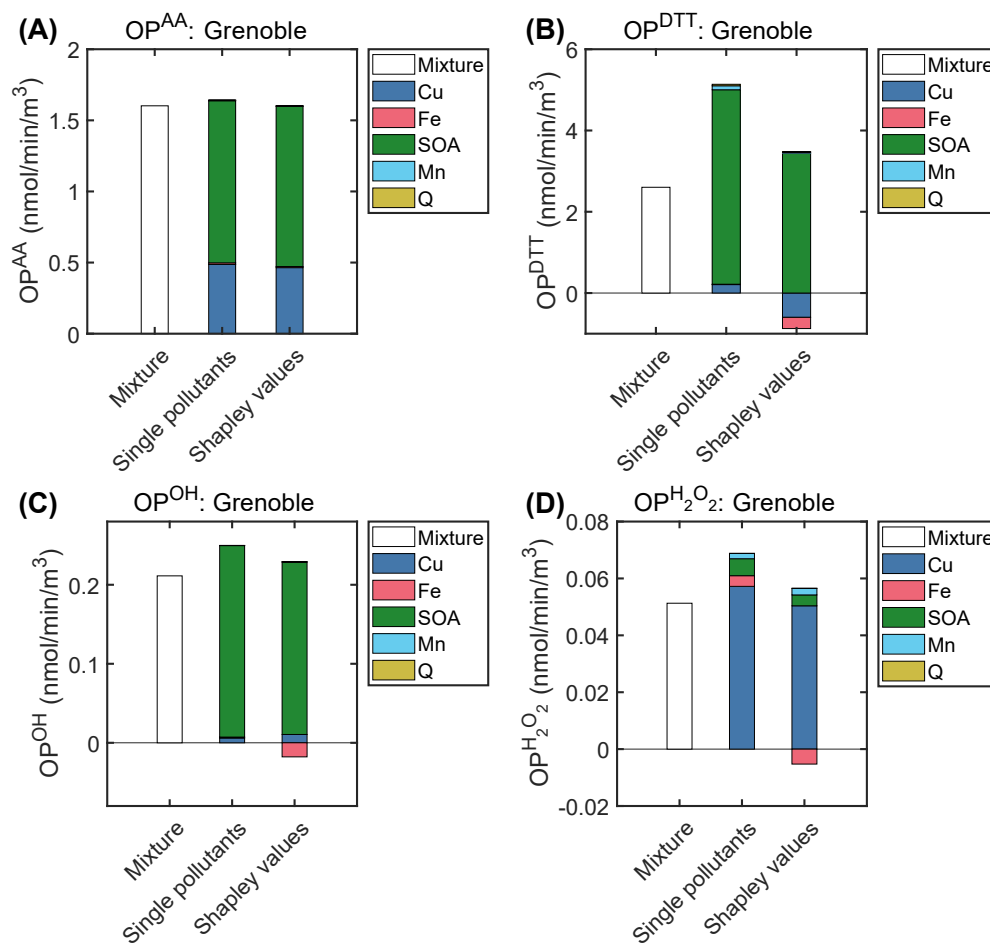 (A) OP^AA: Grenoble
2
1.5
1
0.5
0
OP^AA (nmol/min/m^3)
Mixture
Single pollutants
Shapley values
Mixture
Cu
Fe
SOA
Mn
Q
(B) OP^DTT: Grenoble
6
4
2
0
OP^DTT (nmol/min/m^3)
Mixture
Single pollutants
Shapley values
Mixture
Cu
Fe
SOA
Mn
Q
(C) OP^OH: Grenoble
0.2
0.1
0
OP^OH (nmol/min/m^3)
Mixture
Single pollutants
Shapley values
Mixture
Cu
Fe
SOA
Mn
Q
(D) OP^H_2O_2: Grenoble
0.08
0.06
0.04
0.02
0
-0.02
OP^H_2O_2 (nmol/min/m^3)
Mixture
Single pollutants
Shapley values
Mixture
Cu
Fe
SOA
Mn
Q